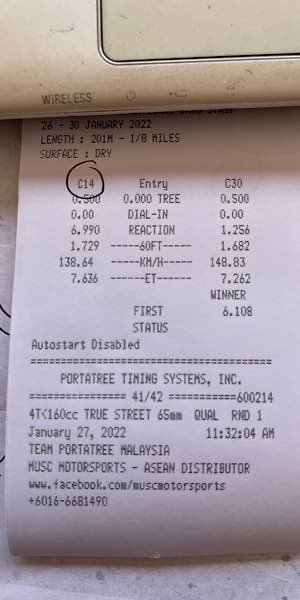 WIRELESS
26 - 30 JANUARY 2022
LENGTH : 201M - 1/8 MILES
SURFACE : DRY
C14 Entry C30
0.500 0.000 TREE 0.500
0.00 DIAL-IN 0.00
6.990 REACTION 1.256
1.729 -----60FT----- 1.682
138.64 -----KM/H----- 148.83
7.636 ------ET------ 7.262
WINNER
FIRST 6.108
STATUS
Autostart Disabled
=====================================
PORTATREE TIMING SYSTEMS, INC.
=============== 41/42 ===========600214
4TK160cc TRUE STREET 65mm QUAL RND 1
January 27, 2022 11:32:04 AM
TEAM PORTATREE MALAYSIA
MUSC MOTORSPORTS - ASEAN DISTRIBUTOR
www.facebook.com/muscmotorsports
+6016-6681490